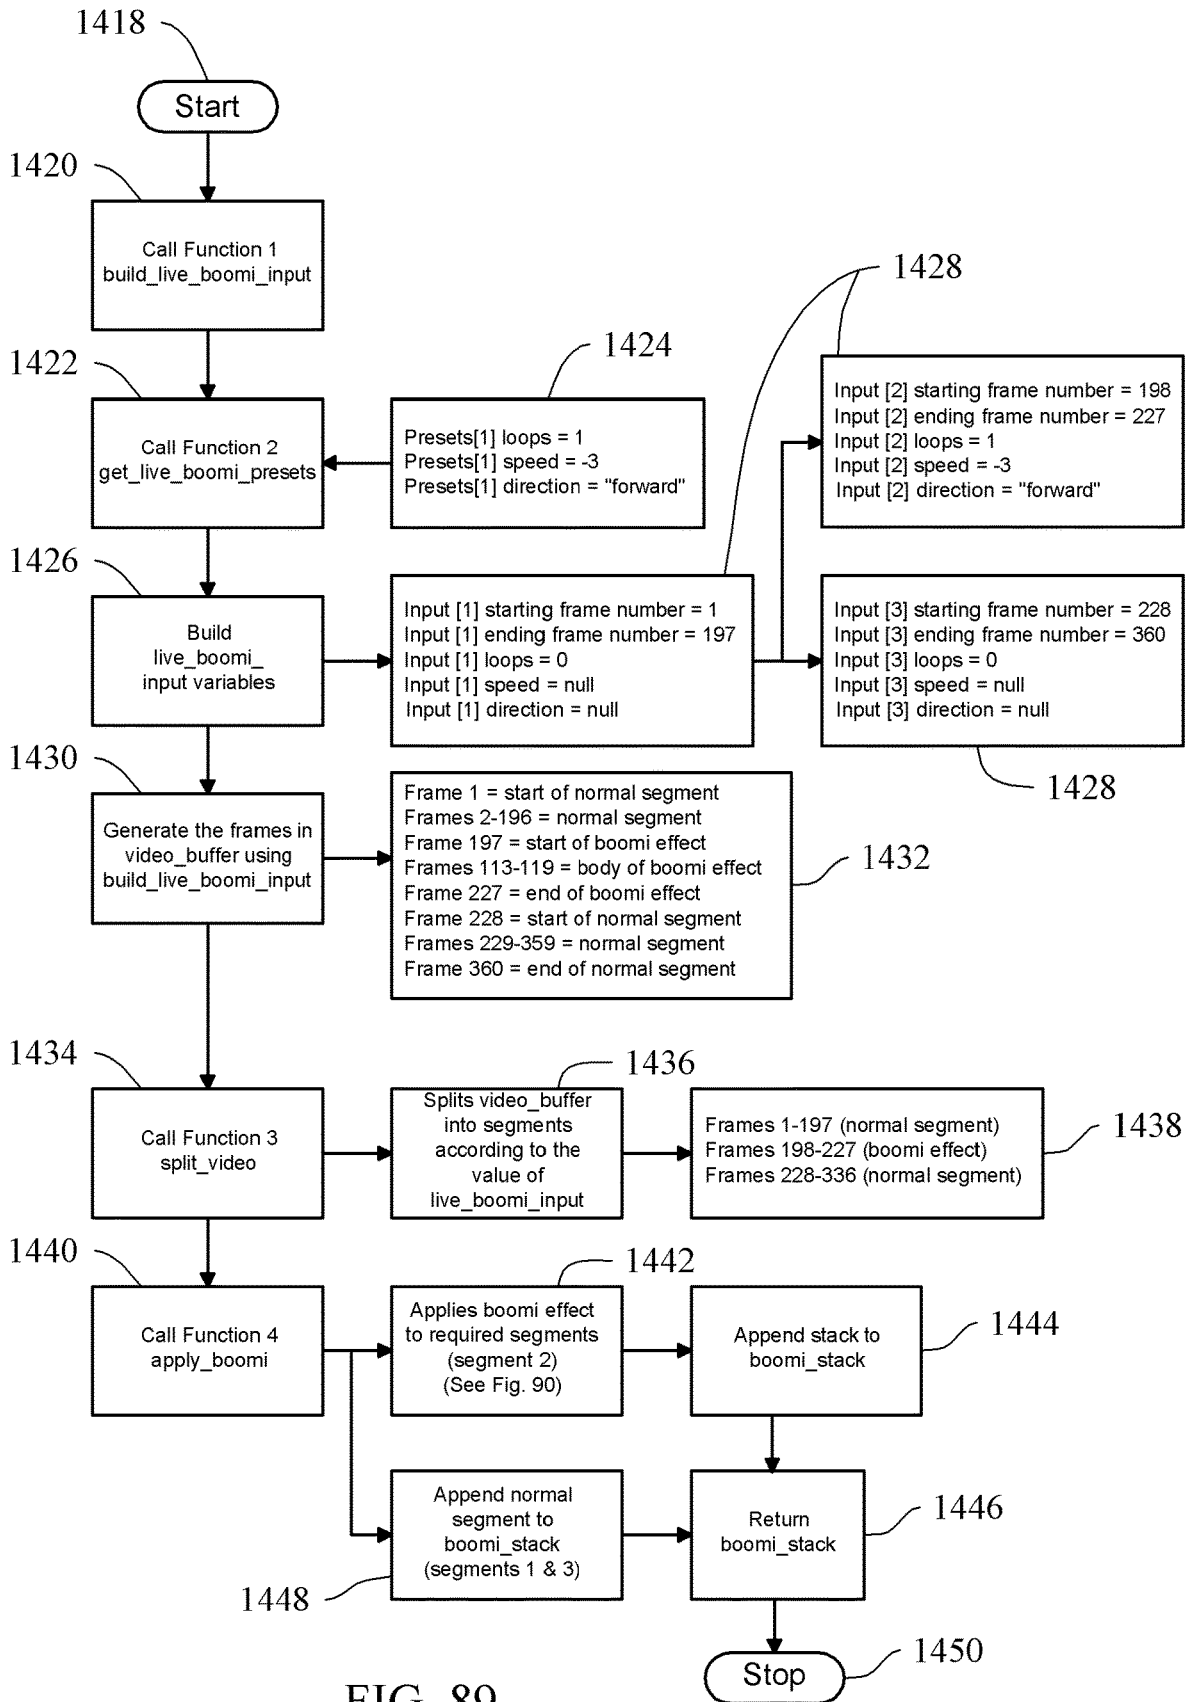 1418
Start
1420
Call Function 1
build_live_boomi_input
1422
Call Function 2
get_live_boomi_presets
1424
Presets[1] loops = 1
Presets[1] speed = -3
Presets[1] direction = "forward"
1428
Input [2] starting frame number = 198
Input [2] ending frame number = 227
Input [2] loops = 1
Input [2] speed = -3
Input [2] direction = "forward"
1426
Build
live_boomi_
input variables
Input [1] starting frame number = 1
Input [1] ending frame number = 197
Input [1] loops = 0
Input [1] speed = null
Input [1] direction = null
Input [3] starting frame number = 228
Input [3] ending frame number = 360
Input [3] loops = 0
Input [3] speed = null
Input [3] direction = null
1428
1430
Generate the frames in
video_buffer using
build_live_boomi_input
Frame 1 = start of normal segment
Frames 2-196 = normal segment
Frame 197 = start of boomi effect
Frames 113-119 = body of boomi effect
Frame 227 = end of boomi effect
Frame 228 = start of normal segment
Frames 229-359 = normal segment
Frame 360 = end of normal segment
1432
1434
Call Function 3
split_video
1436
Splits video_buffer
into segments
according to the
value of
live_boomi_input
Frames 1-197 (normal segment)
Frames 198-227 (boomi effect)
Frames 228-336 (normal segment)
1438
1440
Call Function 4
apply_boomi
1442
Applies boomi effect
to required segments
(segment 2)
(See Fig. 90)
Append stack to
boomi_stack
1444
Append normal
segment to
boomi_stack
(segments 1 & 3)
1448
Return
boomi_stack
1446
Stop
1450
FIG. 89